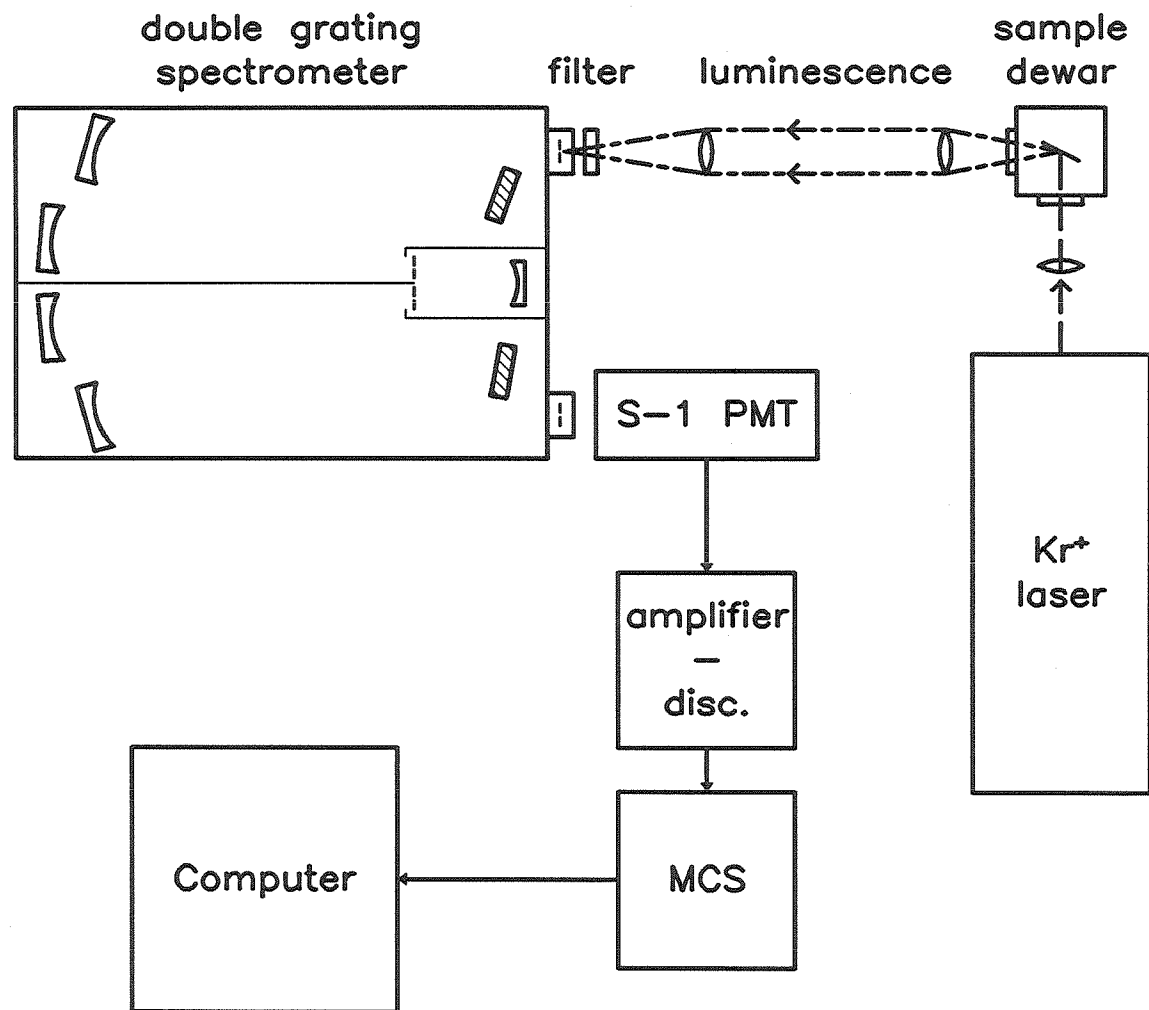 double grating
spectrometer
filter
luminescence
sample
dewar
S-1 PMT
Kr⁺
laser
amplifier
-
disc.
Computer
MCS